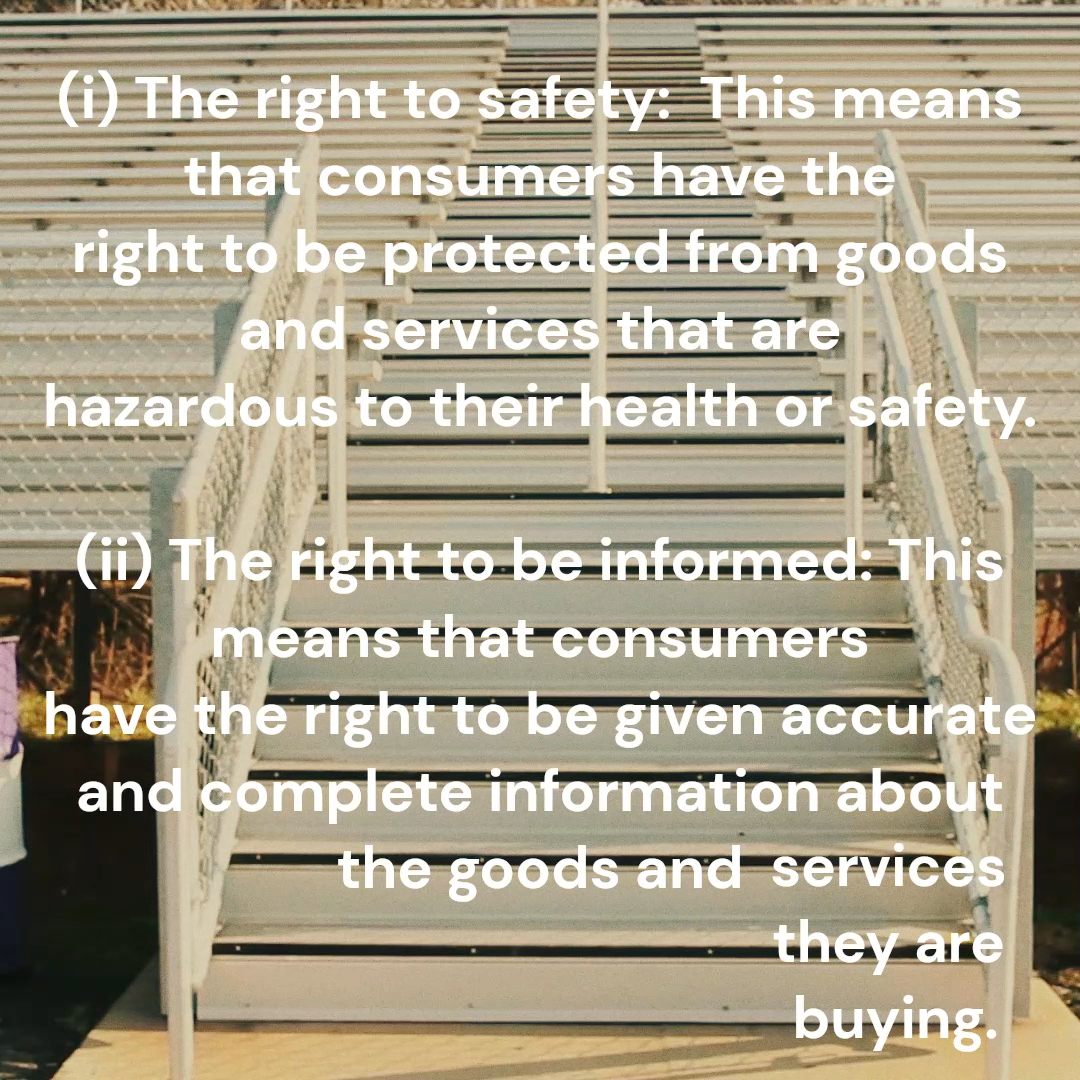 (i) The right to safety:  This means
that consumers have the
right to be protected from goods
and services that are
hazardous to their health or safety.
(ii) The right to be informed: This
means that consumers
have the right to be given accurate
and complete information about
the goods and  services
they are
buying.